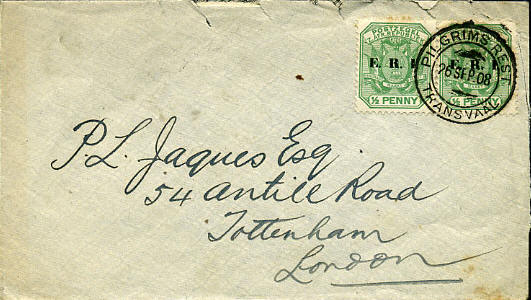 POSTZEGEL
E. R. I
½ PENNY
E. R. I
½ PENNY
PILGRIMS REST
26 SEP 08
TRANSVAAL
P. L. Jaques Esq
54 Antill Road
Tottenham
London